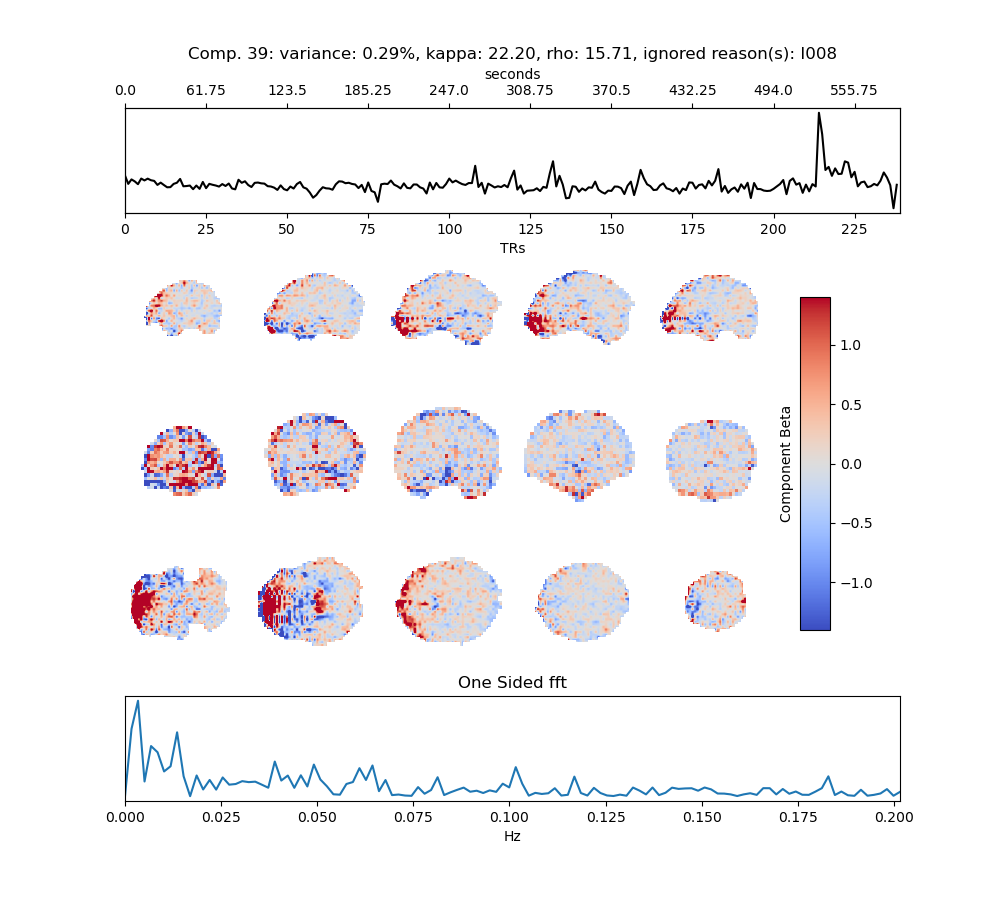 Comp. 39: variance: 0.29%, kappa: 22.20, rho: 15.71, ignored reason(s): I008
seconds
0.0 61.75 123.5 185.25 247.0 308.75 370.5 432.25 494.0 555.75
0 25 50 75 100 125 150 175 200 225
TRs
1.0
0.5
0.0
−0.5
−1.0
Component Beta
One Sided fft
0.000 0.025 0.050 0.075 0.100 0.125 0.150 0.175 0.200
Hz